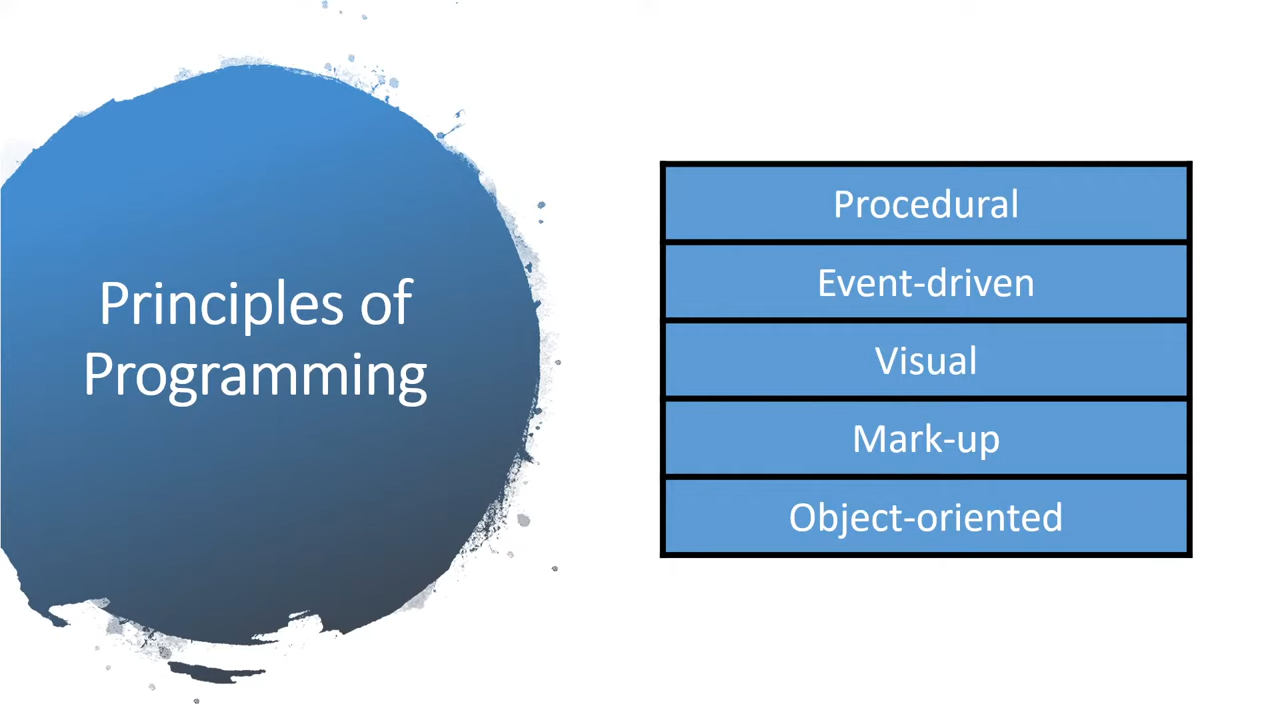 Principles of
Programming
Procedural
Event-driven
Visual
Mark-up
Object-oriented